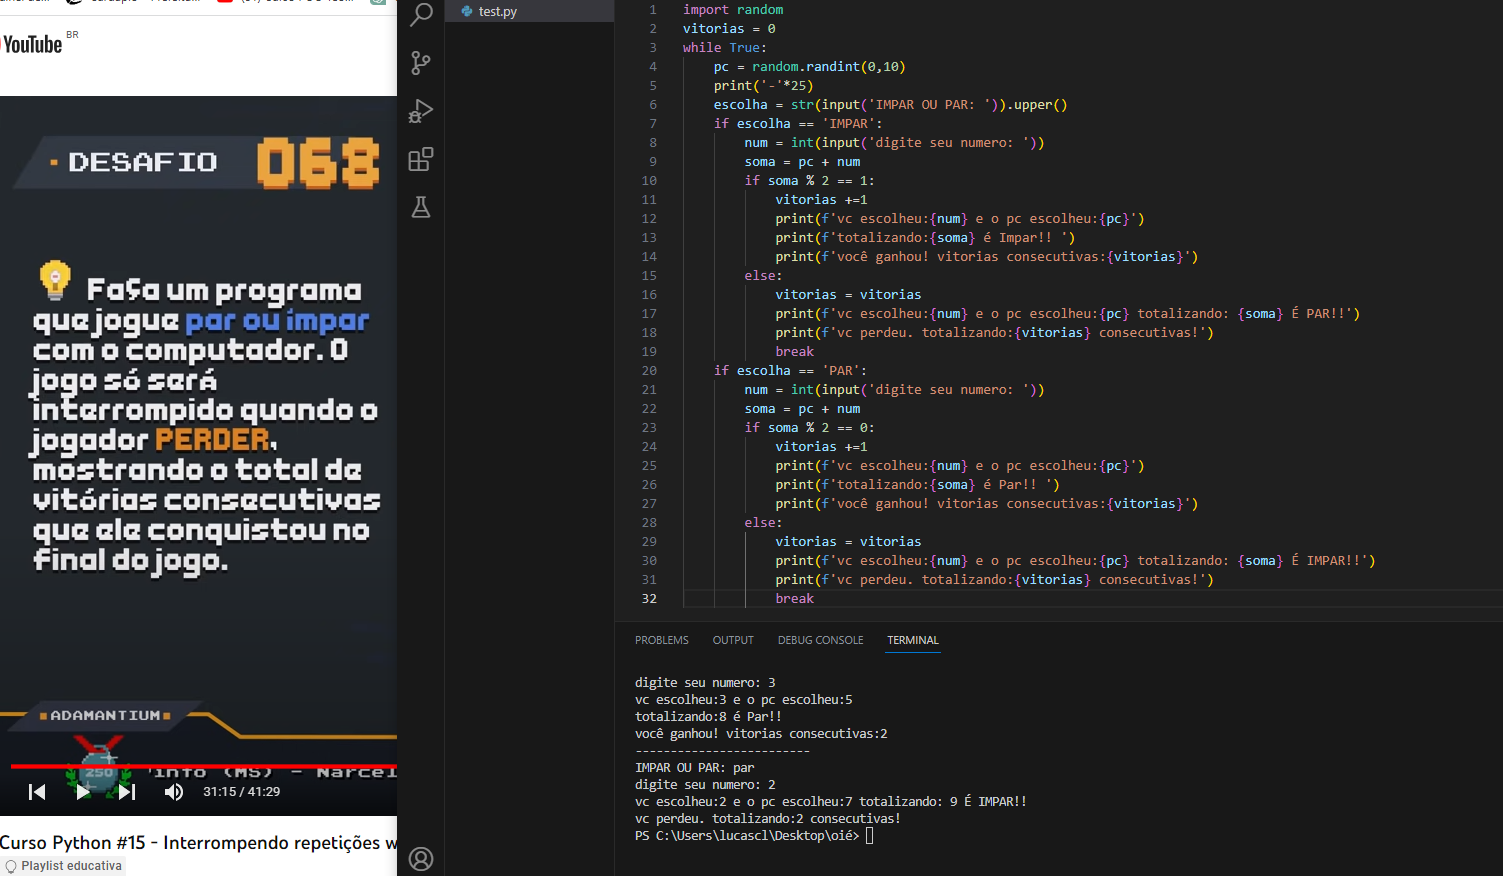 YouTube BR
DESAFIO 068
Faça um programa
que jogue par ou ímpar
com o computador. O
jogo só será
interrompido quando o
jogador PERDER,
mostrando o total de
vitórias consecutivas
que ele conquistou no
final do jogo.
ADAMANTIUM
250
info (MS) - Narcel
31:15 / 41:29
Curso Python #15 - Interrompendo repetições w
Playlist educativa
test.py
1 import random
2 vitorias = 0
3 while True:
4 pc = random.randint(0,10)
5 print('-'*25)
6 escolha = str(input('IMPAR OU PAR: ')).upper()
7 if escolha == 'IMPAR':
8 num = int(input('digite seu numero: '))
9 soma = pc + num
10 if soma % 2 == 1:
11 vitorias +=1
12 print(f'vc escolheu:{num} e o pc escolheu:{pc}')
13 print(f'totalizando:{soma} é Impar!! ')
14 print(f'você ganhou! vitorias consecutivas:{vitorias}')
15 else:
16 vitorias = vitorias
17 print(f'vc escolheu:{num} e o pc escolheu:{pc} totalizando: {soma} É PAR!!')
18 print(f'vc perdeu. totalizando:{vitorias} consecutivas!')
19 break
20 if escolha == 'PAR':
21 num = int(input('digite seu numero: '))
22 soma = pc + num
23 if soma % 2 == 0:
24 vitorias +=1
25 print(f'vc escolheu:{num} e o pc escolheu:{pc}')
26 print(f'totalizando:{soma} é Par!! ')
27 print(f'você ganhou! vitorias consecutivas:{vitorias}')
28 else:
29 vitorias = vitorias
30 print(f'vc escolheu:{num} e o pc escolheu:{pc} totalizando: {soma} É IMPAR!!')
31 print(f'vc perdeu. totalizando:{vitorias} consecutivas!')
32 break
PROBLEMS OUTPUT DEBUG CONSOLE TERMINAL
digite seu numero: 3
vc escolheu:3 e o pc escolheu:5
totalizando:8 é Par!!
você ganhou! vitorias consecutivas:2
-------------------------
IMPAR OU PAR: par
digite seu numero: 2
vc escolheu:2 e o pc escolheu:7 totalizando: 9 É IMPAR!!
vc perdeu. totalizando:2 consecutivas!
PS C:\Users\lucascl\Desktop\oié>